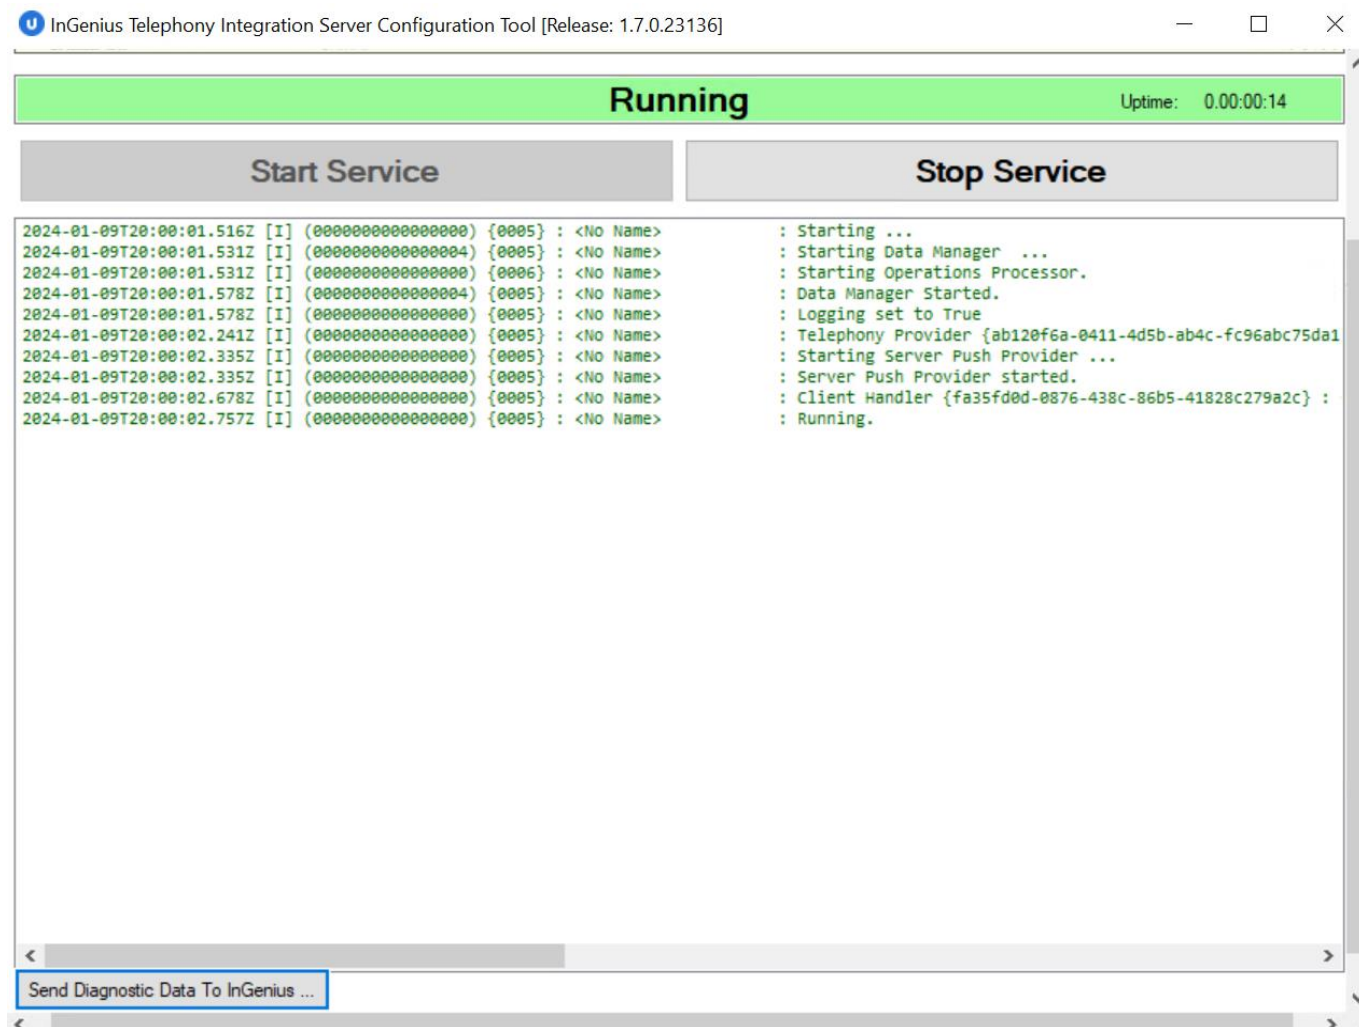 InGenius Telephony Integration Server Configuration Tool [Release: 1.7.0.23136]
Running
Uptime: 0.00:00:14
Start Service
Stop Service
2024-01-09T20:00:01.516Z [I] (0000000000000000) {0005} : <No Name> : Starting ...
2024-01-09T20:00:01.531Z [I] (0000000000000004) {0005} : <No Name> : Starting Data Manager ...
2024-01-09T20:00:01.531Z [I] (0000000000000000) {0006} : <No Name> : Starting Operations Processor.
2024-01-09T20:00:01.578Z [I] (0000000000000004) {0005} : <No Name> : Data Manager Started.
2024-01-09T20:00:01.578Z [I] (0000000000000000) {0005} : <No Name> : Logging set to True
2024-01-09T20:00:02.241Z [I] (0000000000000000) {0005} : <No Name> : Telephony Provider {ab120f6a-0411-4d5b-ab4c-fc96abc75da1
2024-01-09T20:00:02.335Z [I] (0000000000000000) {0005} : <No Name> : Starting Server Push Provider ...
2024-01-09T20:00:02.335Z [I] (0000000000000000) {0005} : <No Name> : Server Push Provider started.
2024-01-09T20:00:02.678Z [I] (0000000000000000) {0005} : <No Name> : Client Handler {fa35fd0d-0876-438c-86b5-41828c279a2c} :
2024-01-09T20:00:02.757Z [I] (0000000000000000) {0005} : <No Name> : Running.
Send Diagnostic Data To InGenius ...